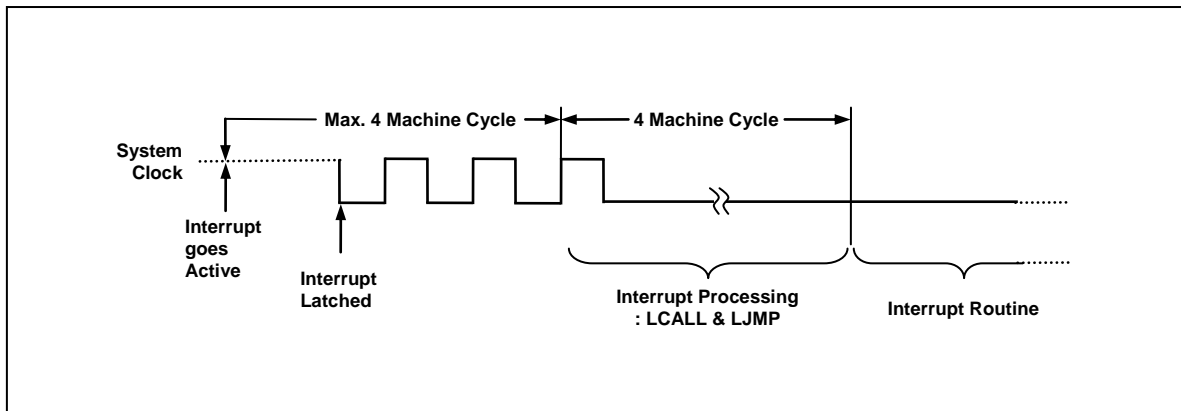 Max. 4 Machine Cycle
4 Machine Cycle
System
Clock
Interrupt
goes
Active
Interrupt
Latched
Interrupt Processing
: LCALL & LJMP
Interrupt Routine